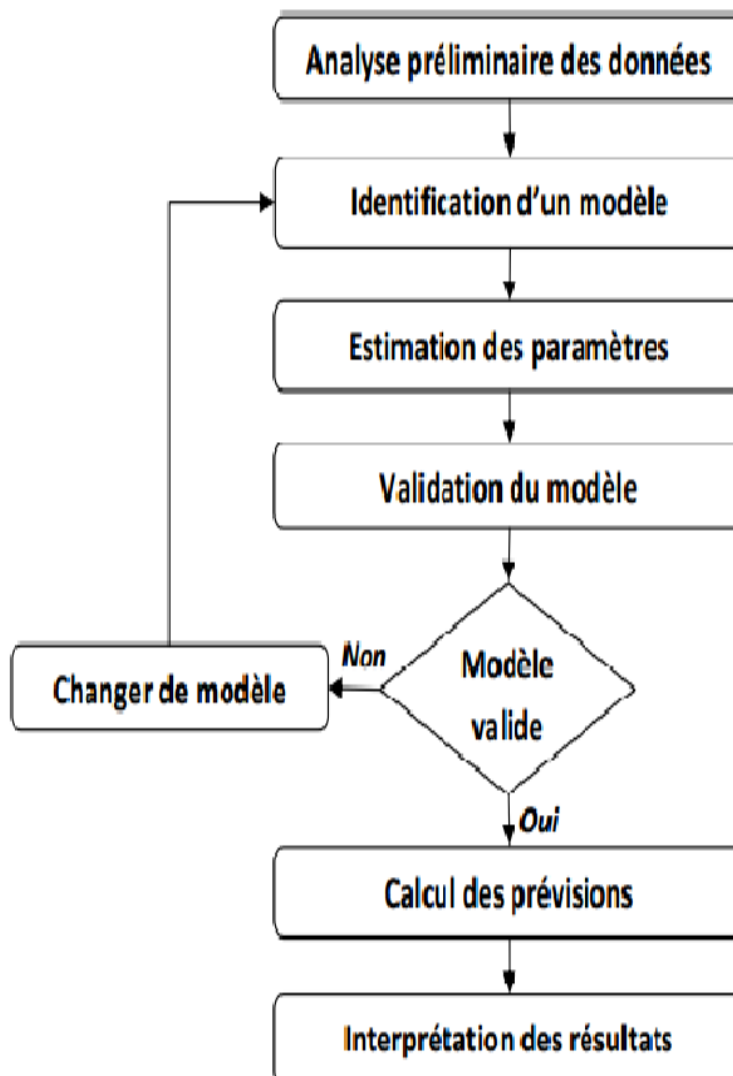 Analyse préliminaire des données
Identification d'un modèle
Estimation des paramètres
Validation du modèle
Non
Modèle
valide
Changer de modèle
Oui
Calcul des prévisions
Interprétation des résultats